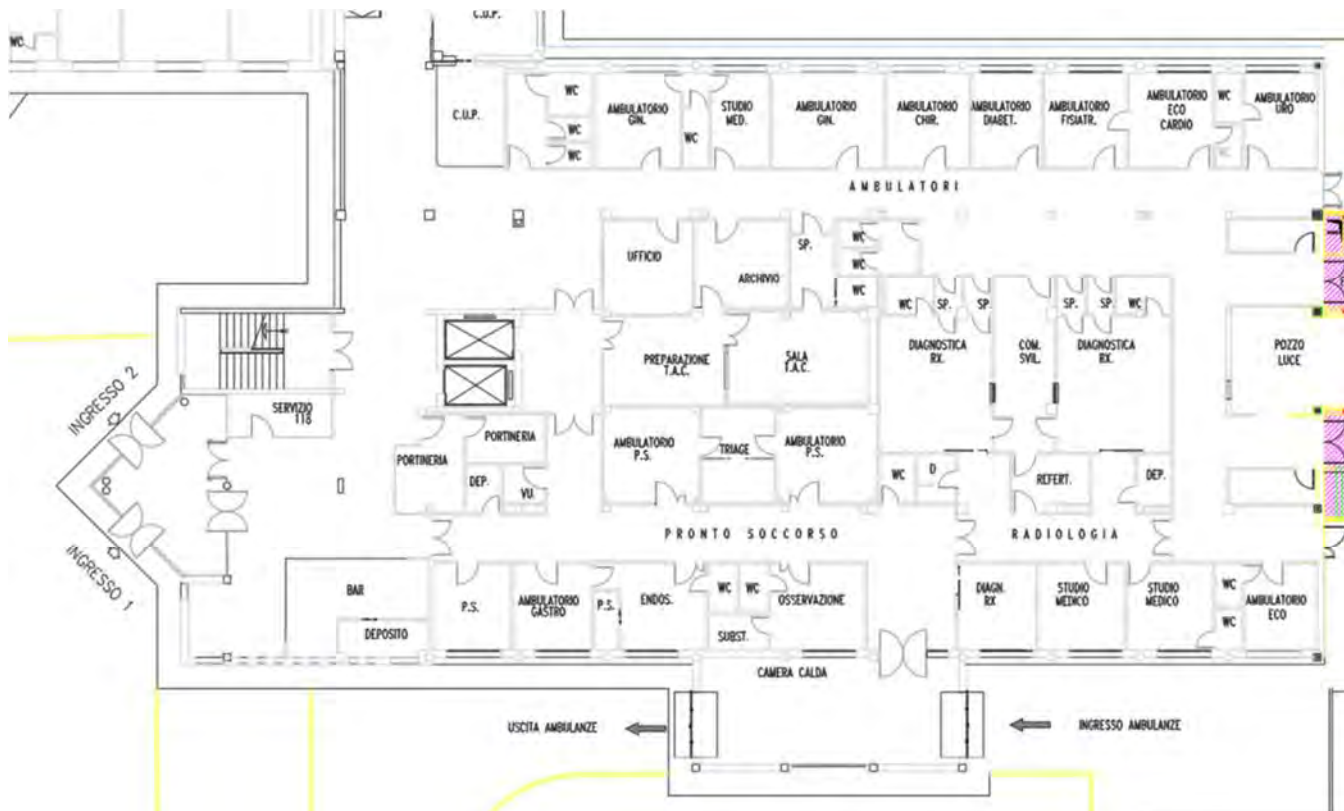 C.U.P.
WC
C.U.P.
WC
WC
WC
AMBULATORIO
GIN.
WC
STUDIO
MED.
AMBULATORIO
GIN.
AMBULATORIO
CHIR.
AMBULATORIO
DIABET.
AMBULATORIO
FISIATR.
AMBULATORIO
ECO
CARDIO
WC
WC
AMBULATORIO
URO
AMBULATORI
UFFICIO
ARCHIVIO
SP.
WC
WC
WC
WC
SP.
SP.
SP.
SP.
WC
PREPARAZIONE
T.A.C.
SALA
T.A.C.
DIAGNOSTICA
RX.
COM.
SVIL.
DIAGNOSTICA
RX.
POZZO
LUCE
INGRESSO 2
SERVIZIO
118
PORTINERIA
PORTINERIA
DEP.
VU.
AMBULATORIO
P.S.
TRIAGE
AMBULATORIO
P.S.
WC
D
REFERT.
DEP.
PRONTO SOCCORSO
RADIOLOGIA
INGRESSO 1
BAR
DEPOSITO
P.S.
AMBULATORIO
GASTRO
P.S.
ENDOS.
WC
WC
SUBST.
OSSERVAZIONE
DIAGN.
RX
STUDIO
MEDICO
STUDIO
MEDICO
WC
WC
AMBULATORIO
ECO
CAMERA CALDA
USCITA AMBULANZE
INGRESSO AMBULANZE